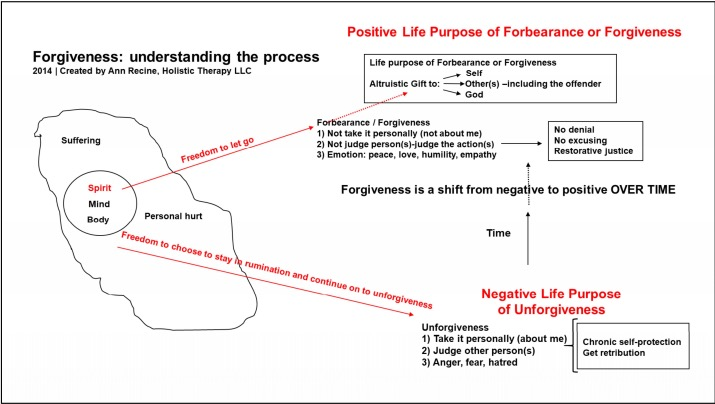 Positive Life Purpose of Forbearance or Forgiveness
Forgiveness: understanding the process
2014 | Created by Ann Recine, Holistic Therapy LLC
Life purpose of Forbearance or Forgiveness
Self
Altruistic Gift to: Other(s) –including the offender
God
Forbearance / Forgiveness
1) Not take it personally (not about me)
2) Not judge person(s)-judge the action(s)
3) Emotion: peace, love, humility, empathy
No denial
No excusing
Restorative justice
Suffering
Freedom to let go
Spirit
Mind
Body
Personal hurt
Forgiveness is a shift from negative to positive OVER TIME
Time
Freedom to choose to stay in rumination and continue on to unforgiveness
Negative Life Purpose
of Unforgiveness
Unforgiveness
1) Take it personally (about me)
2) Judge other person(s)
3) Anger, fear, hatred
Chronic self-protection
Get retribution